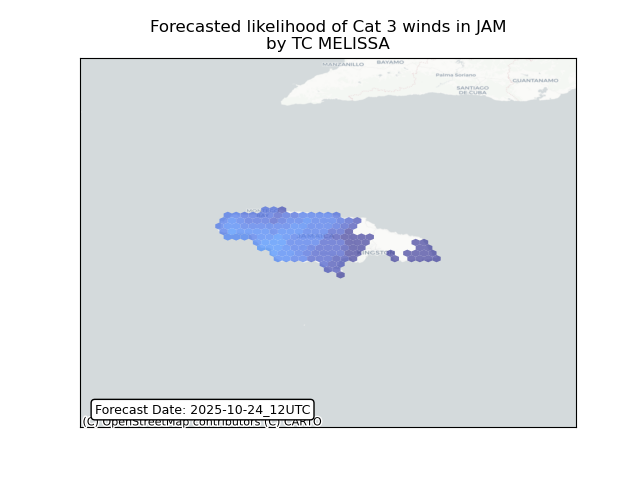 Forecasted likelihood of Cat 3 winds in JAM
by TC MELISSA
MANZANILLO
BAYAMO
Palma Soriano
GUANTANAMO
SANTIAGO
DE CUBA
Forecast Date: 2025-10-24_12UTC
(C) OpenStreetMap contributors (C) CARTO